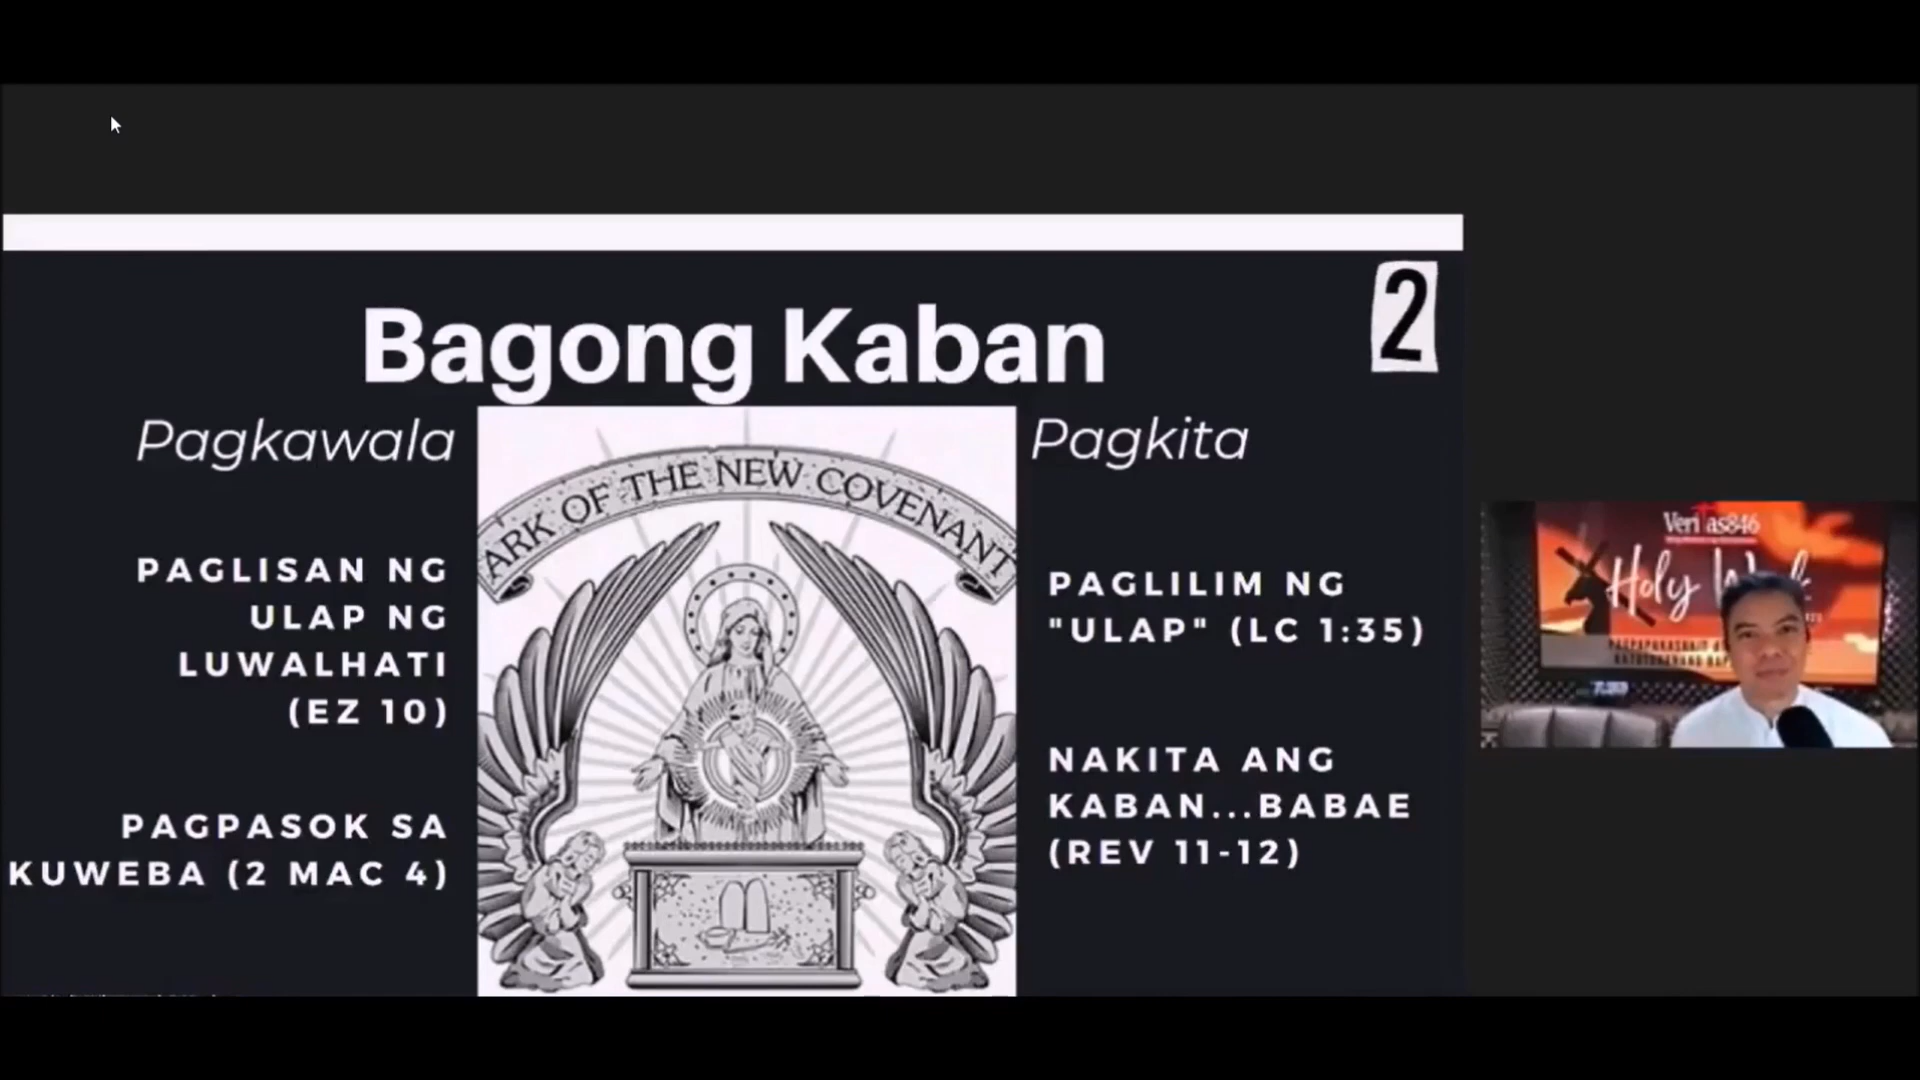 2
Bagong Kaban
Pagkawala
Pagkita
ARK OF THE NEW COVENANT
PAGLISAN NG
ULAP NG
LUWALHATI
(EZ 10)
PAGPASOK SA
KUWEBA (2 MAC 4)
PAGLILIM NG
"ULAP" (LC 1:35)
NAKITA ANG
KABAN...BABAE
(REV 11-12)
Veritas846
Holy